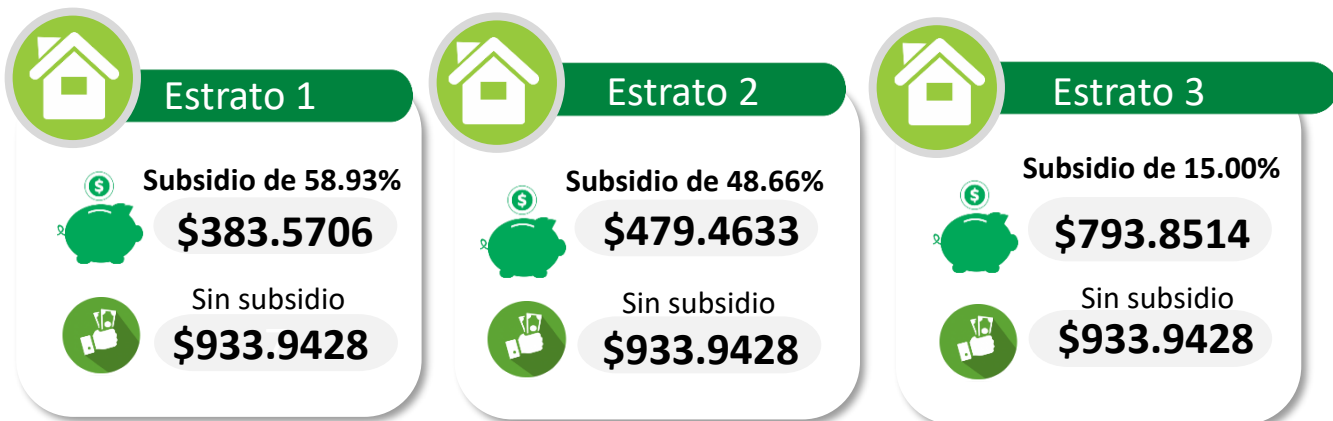 Estrato 1
Subsidio de 58.93%
$383.5706
Sin subsidio
$933.9428
Estrato 2
Subsidio de 48.66%
$479.4633
Sin subsidio
$933.9428
Estrato 3
Subsidio de 15.00%
$793.8514
Sin subsidio
$933.9428